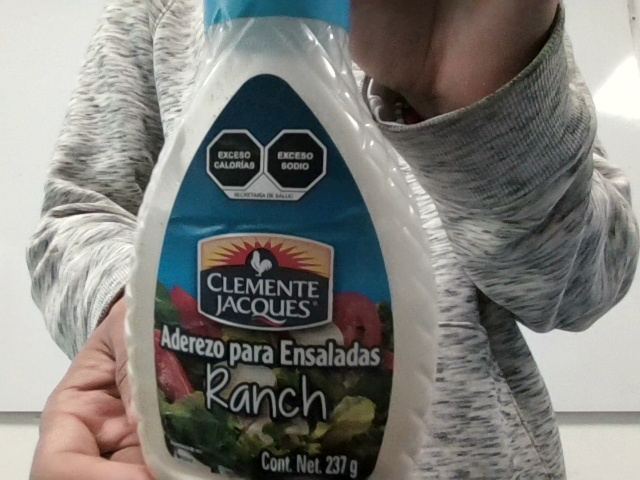 EXCESO
CALORÍAS
EXCESO
SODIO
SECRETARÍA DE SALUD
CLEMENTE
JACQUES®
Aderezo para Ensaladas
Ranch
Cont. Net. 237 g